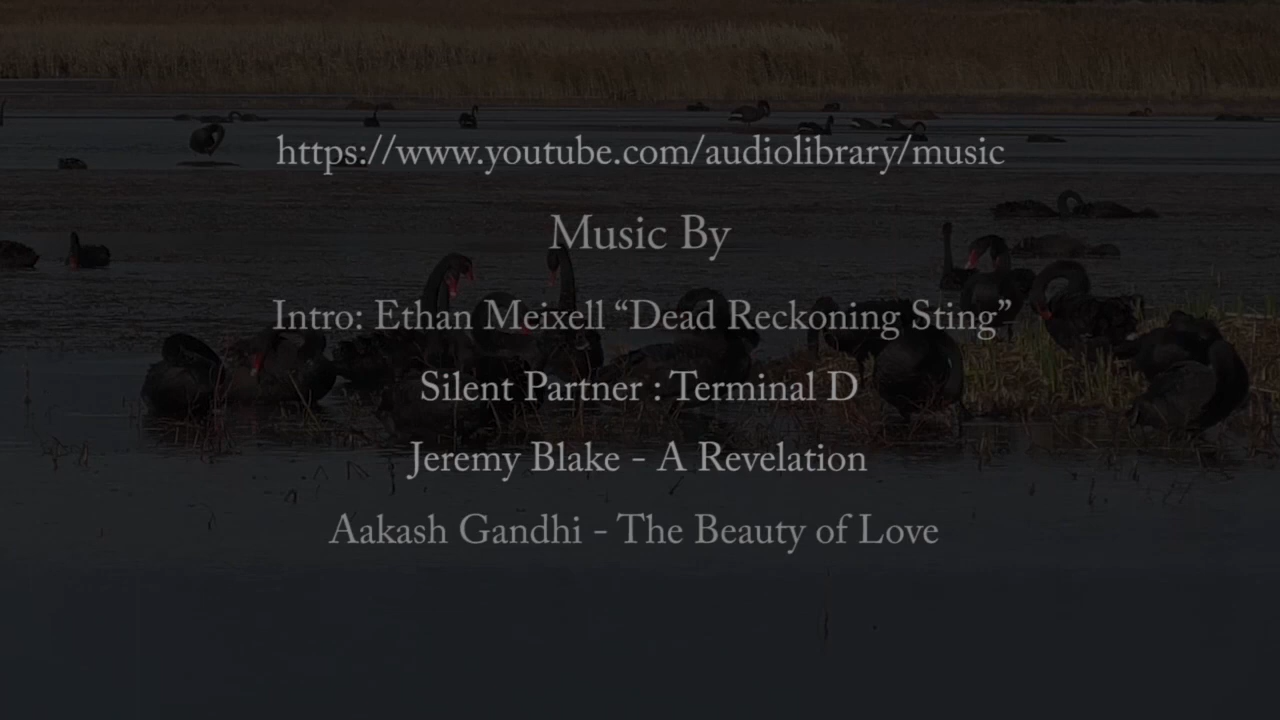 https://www.youtube.com/audiolibrary/music
Music By
Intro: Ethan Meixell “Dead Reckoning Sting”
Silent Partner : Terminal D
Jeremy Blake - A Revelation
Aakash Gandhi - The Beauty of Love